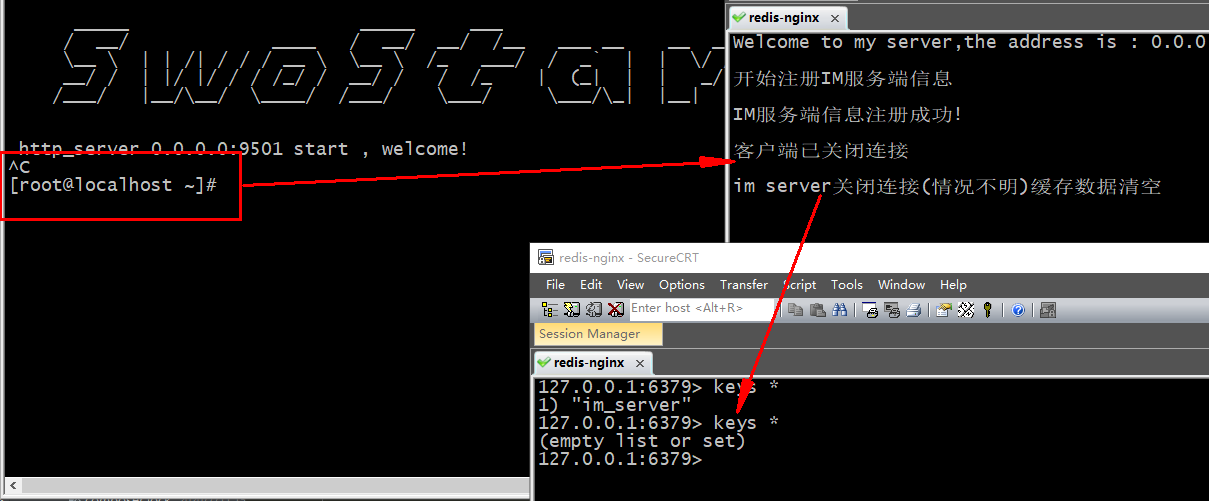 SwoStar
http_server 0.0.0.0:9501 start , welcome!
^C
[root@localhost ~]#
redis-nginx
Welcome to my server,the address is : 0.0.0
开始注册IM服务端信息
IM服务端信息注册成功!
客户端已关闭连接
im server关闭连接(情况不明)缓存数据清空
redis-nginx - SecureCRT
File Edit View Options Transfer Script Tools Window Help
Enter host <Alt+R>
Session Manager
redis-nginx
127.0.0.1:6379> keys *
1) "im_server"
127.0.0.1:6379> keys *
(empty list or set)
127.0.0.1:6379>